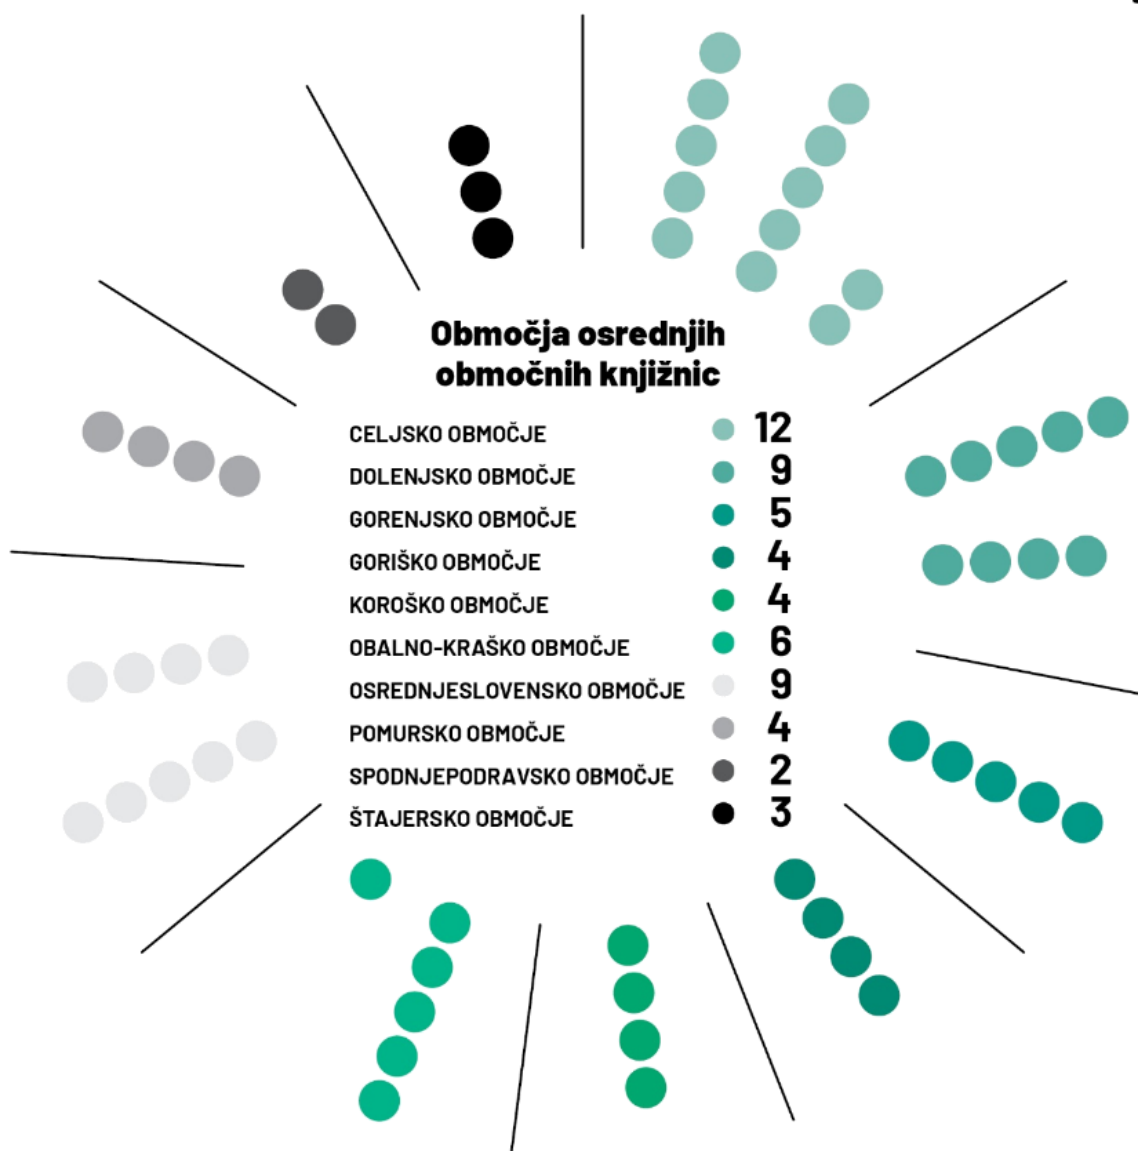 Območja osrednjih
območnih knjižnic
CELJSKO OBMOČJE 12
DOLENJSKO OBMOČJE 9
GORENJSKO OBMOČJE 5
GORIŠKO OBMOČJE 4
KOROŠKO OBMOČJE 4
OBALNO-KRAŠKO OBMOČJE 6
OSREDNJESLOVENSKO OBMOČJE 9
POMURSKO OBMOČJE 4
SPODNJEPODRAVSKO OBMOČJE 2
ŠTAJERSKO OBMOČJE 3